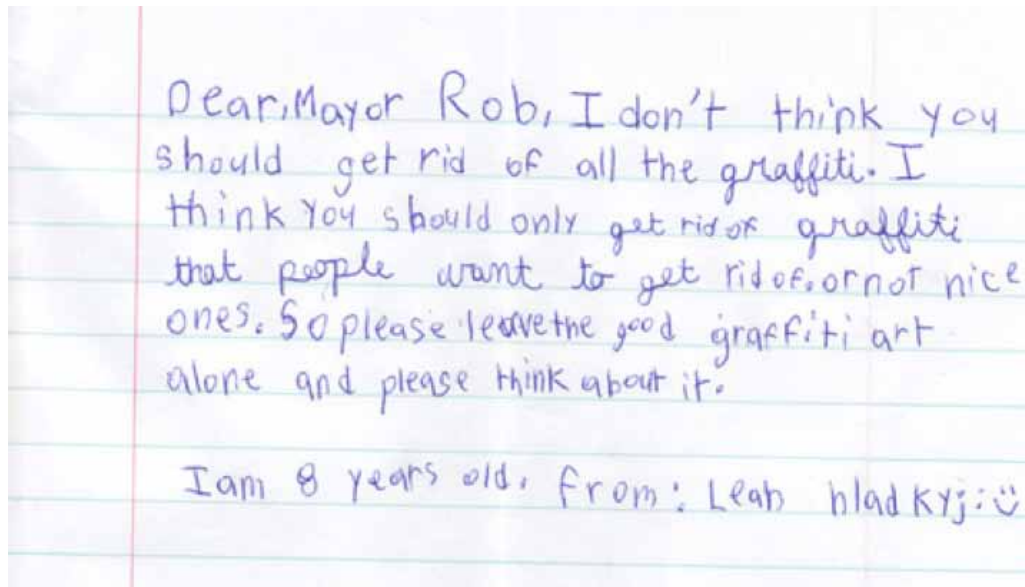 Dear, Mayor Rob, I don't think you
should get rid of all the graffiti. I
think you should only get rid of graffiti
that people want to get rid of. or not nice
ones. So please leave the good graffiti art
alone and please think about it.
I am 8 years old. from: Leah hladkyj :)